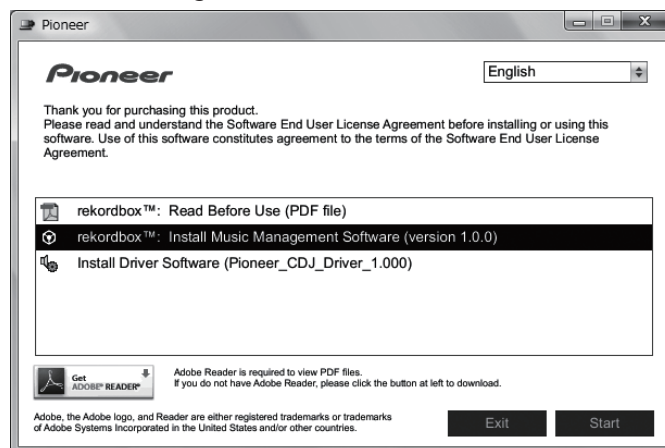 Pioneer
Pioneer
English
Thank you for purchasing this product.
Please read and understand the Software End User License Agreement before installing or using this
software. Use of this software constitutes agreement to the terms of the Software End User License
Agreement.
rekordbox™: Read Before Use (PDF file)
rekordbox™: Install Music Management Software (version 1.0.0)
Install Driver Software (Pioneer_CDJ_Driver_1.000)
Get
ADOBE® READER®
Adobe Reader is required to view PDF files.
If you do not have Adobe Reader, please click the button at left to download.
Adobe, the Adobe logo, and Reader are either registered trademarks or trademarks
of Adobe Systems Incorporated in the United States and/or other countries.
Exit
Start